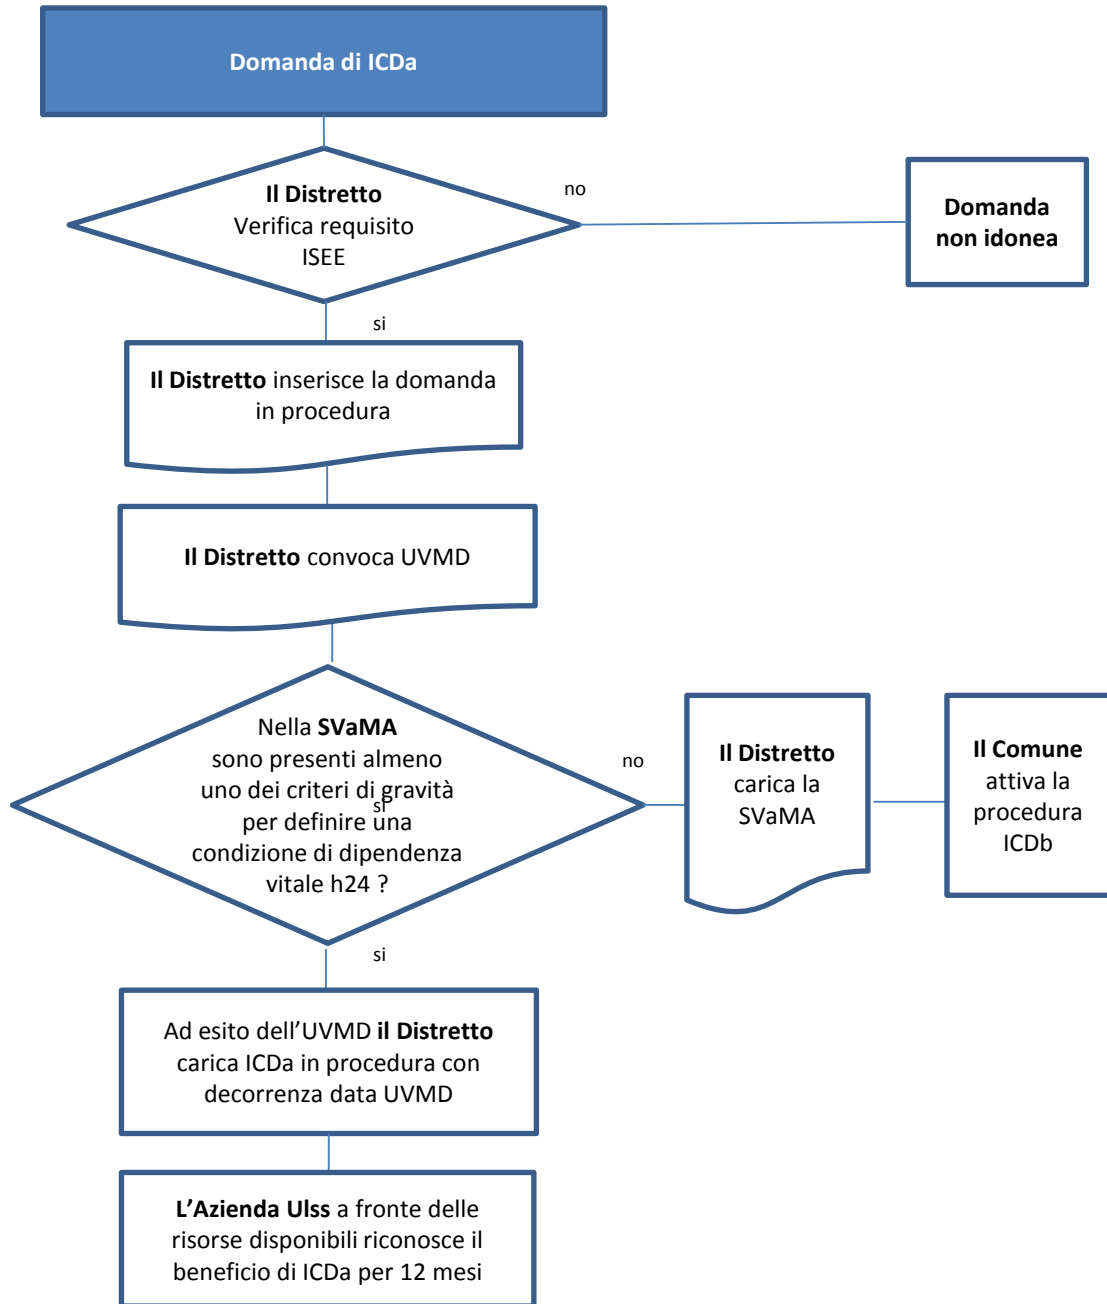 Domanda di ICDa
Il Distretto
Verifica requisito
ISEE
no
Domanda
non idonea
si
Il Distretto inserisce la domanda
in procedura
Il Distretto convoca UVMD
Nella SVaMA
sono presenti almeno
uno dei criteri di gravità
si
per definire una
condizione di dipendenza
vitale h24 ?
no
Il Distretto
carica la
SVaMA
Il Comune
attiva la
procedura
ICDb
si
Ad esito dell’UVMD il Distretto
carica ICDa in procedura con
decorrenza data UVMD
L’Azienda Ulss a fronte delle
risorse disponibili riconosce il
beneficio di ICDa per 12 mesi